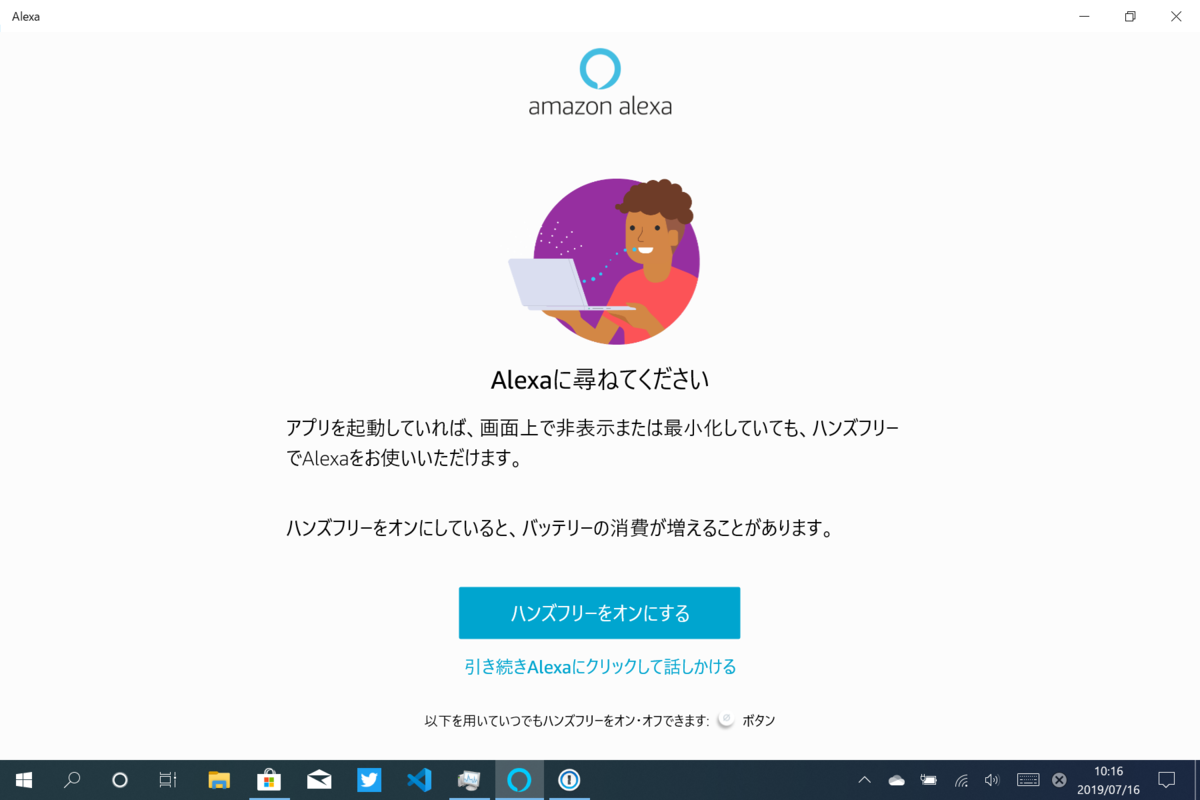 Alexa
amazon alexa
Alexaに尋ねてください
アプリを起動していれば、画面上で非表示または最小化していても、ハンズフリー
でAlexaをお使いいただけます。
ハンズフリーをオンにしていると、バッテリーの消費が増えることがあります。
ハンズフリーをオンにする
引き続きAlexaにクリックして話しかける
以下を用いていつでもハンズフリーをオン・オフできます: ボタン
10:16
2019/07/16